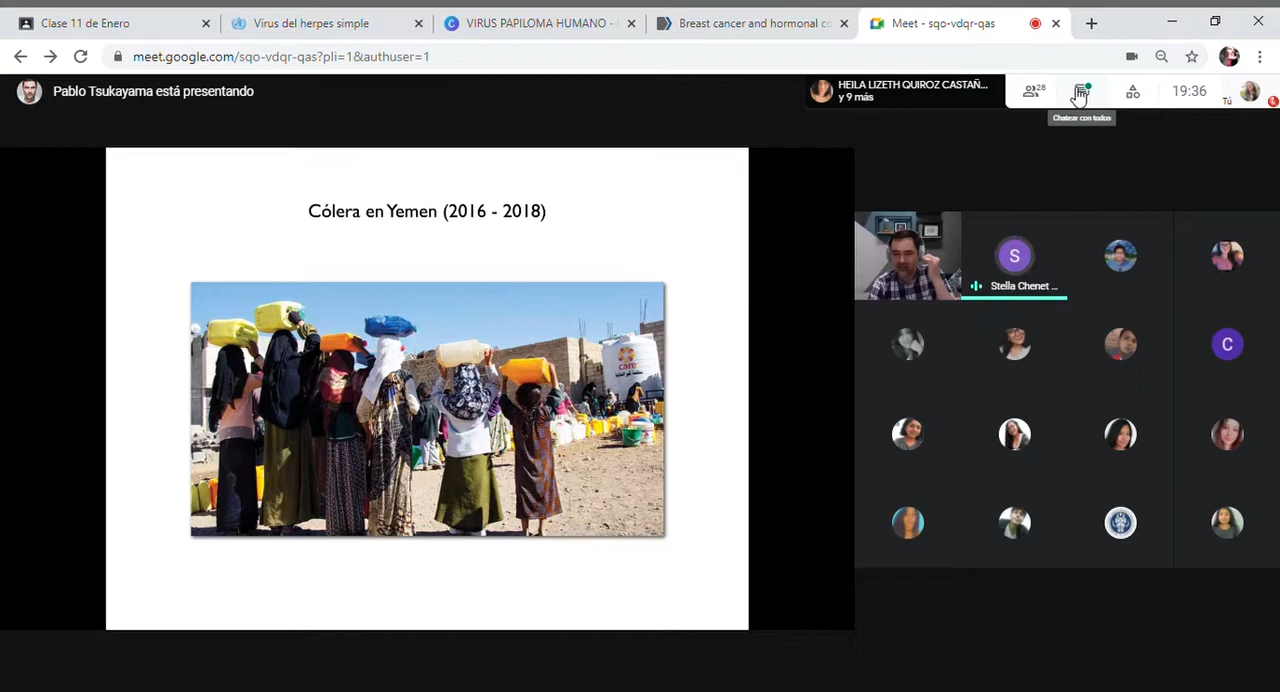 Clase 11 de Enero
Virus del herpes simple
VIRUS PAPILOMA HUMANO -
Breast cancer and hormonal co
Meet - sqo-vdqr-qas
meet.google.com/sqo-vdqr-qas?pli=1&authuser=1
Pablo Tsukayama está presentando
HEILA LIZETH QUIROZ CASTAÑ...
y 9 más
28
19:36
Tú
Chatear con todos
Cólera en Yemen (2016 - 2018)
care
S
Stella Chenet ...
C